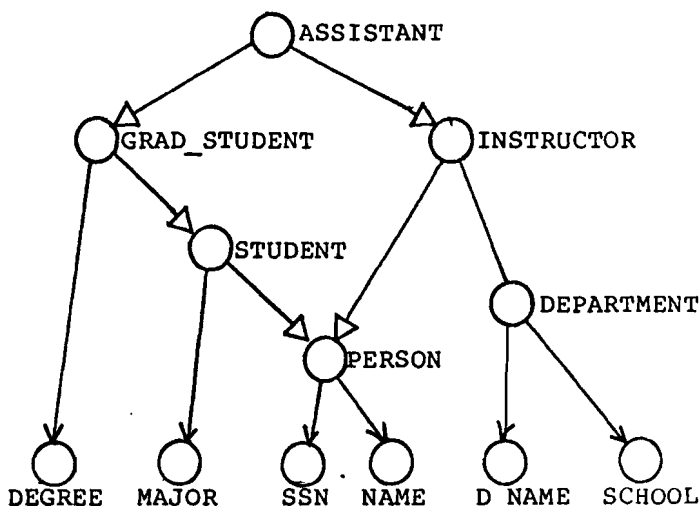 ASSISTANT
GRAD_STUDENT
INSTRUCTOR
STUDENT
DEPARTMENT
PERSON
DEGREE MAJOR SSN NAME D NAME SCHOOL